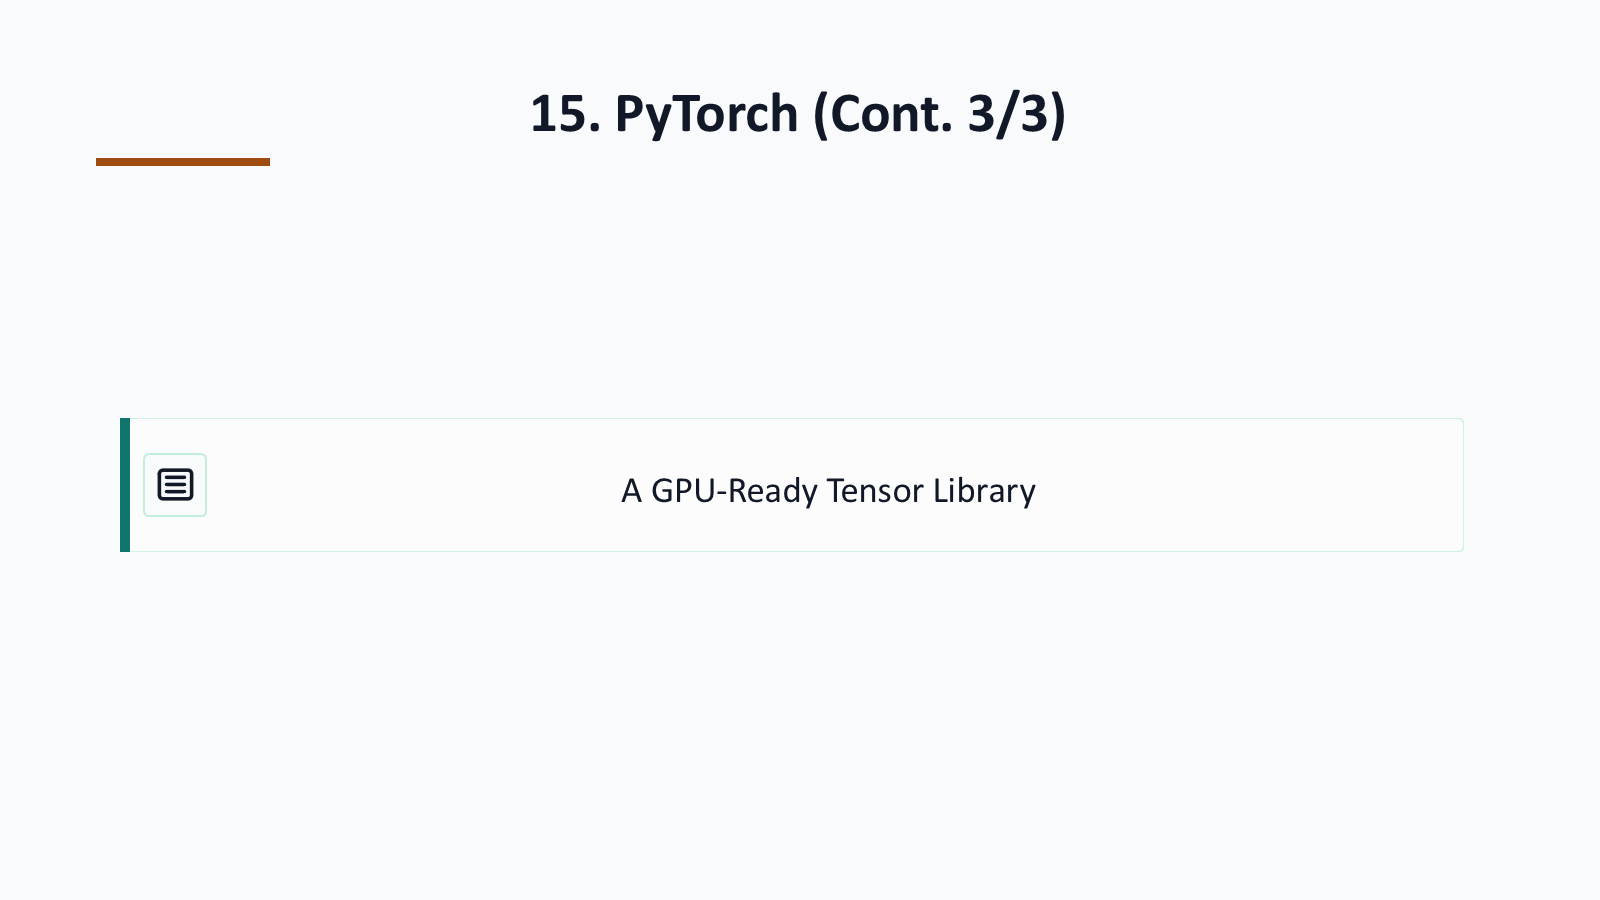 15. PyTorch (Cont. 3/3)
A GPU-Ready Tensor Library